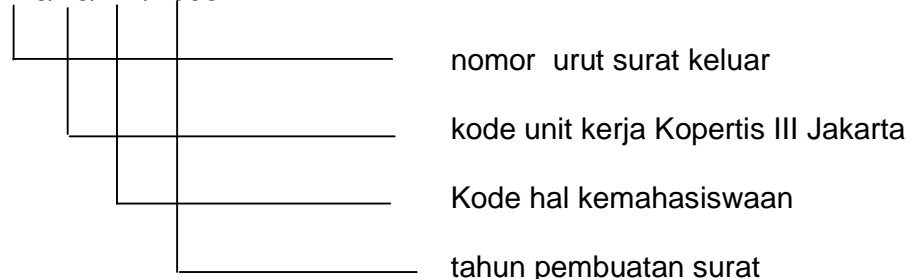 nomor urut surat keluar
kode unit kerja Kopertis III Jakarta
Kode hal kemahasiswaan
tahun pembuatan surat